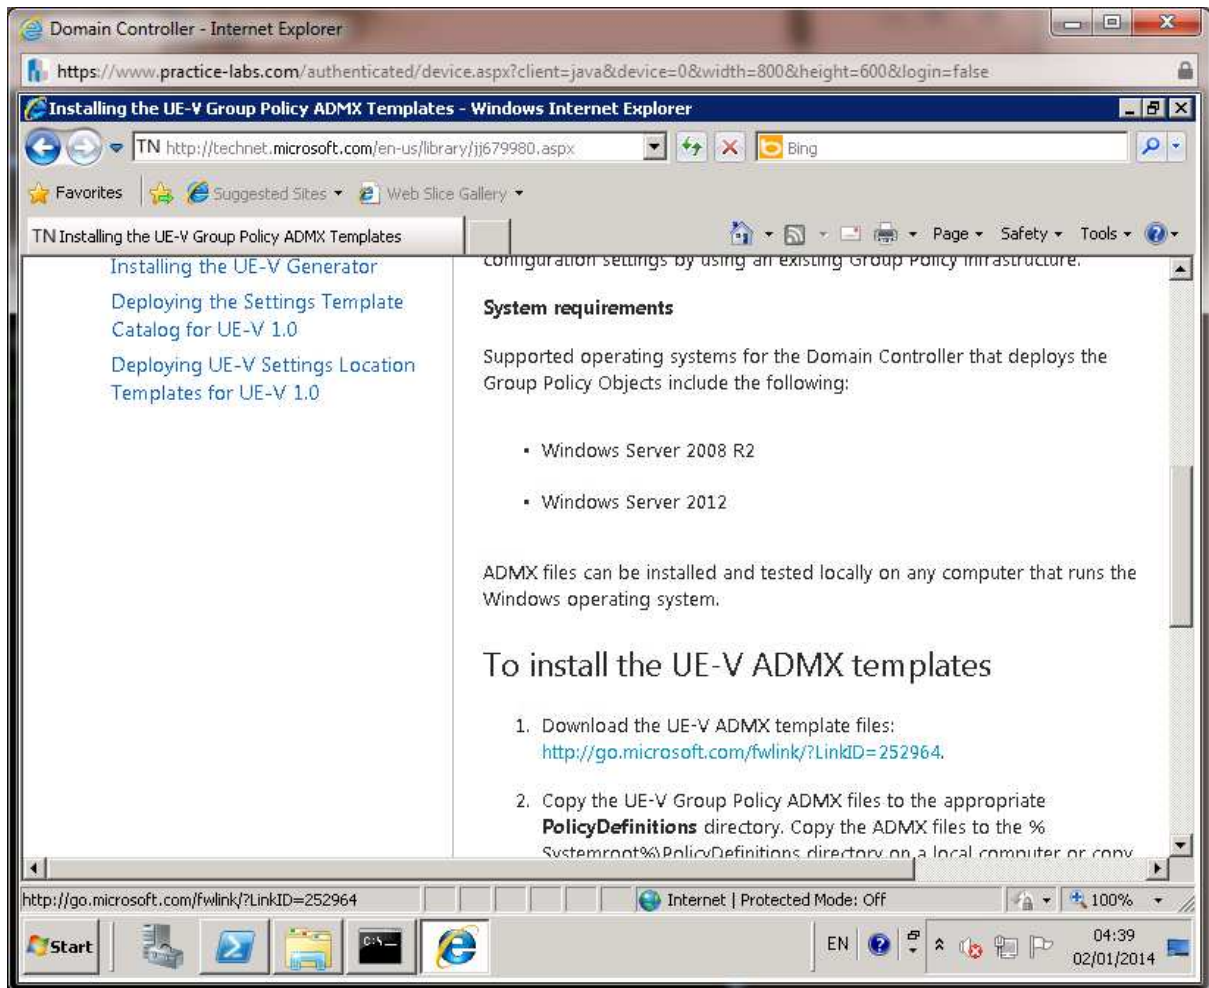 Domain Controller - Internet Explorer
https://www.practice-labs.com/authenticated/device.aspx?client=java&device=0&width=800&height=600&login=false
Installing the UE-V Group Policy ADMX Templates - Windows Internet Explorer
TN http://technet.microsoft.com/en-us/library/jj679980.aspx
Bing
Favorites
Suggested Sites
Web Slice Gallery
TN Installing the UE-V Group Policy ADMX Templates
Page
Safety
Tools
Installing the UE-V Generator
Deploying the Settings Template
Catalog for UE-V 1.0
Deploying UE-V Settings Location
Templates for UE-V 1.0
configuration settings by using an existing Group Policy infrastructure.
System requirements
Supported operating systems for the Domain Controller that deploys the
Group Policy Objects include the following:
▪ Windows Server 2008 R2
▪ Windows Server 2012
ADMX files can be installed and tested locally on any computer that runs the
Windows operating system.
To install the UE-V ADMX templates
1. Download the UE-V ADMX template files:
http://go.microsoft.com/fwlink/?LinkID=252964.
2. Copy the UE-V Group Policy ADMX files to the appropriate
PolicyDefinitions directory. Copy the ADMX files to the %
Systemroot%\PolicyDefinitions directory on a local computer or copy
http://go.microsoft.com/fwlink/?LinkID=252964
Internet | Protected Mode: Off
100%
Start
C:\_
EN
04:39
02/01/2014